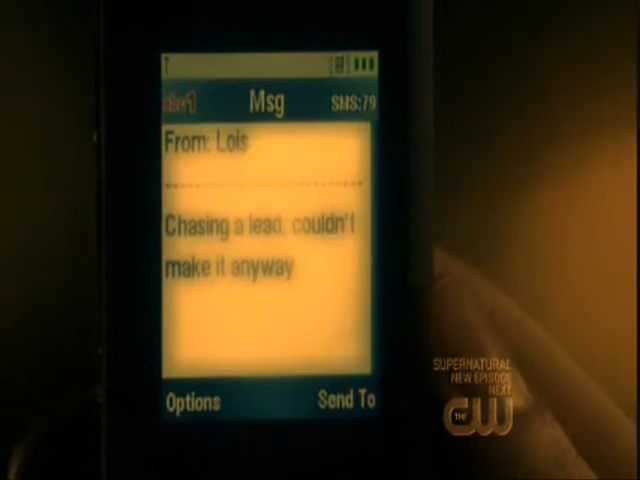 Msg
SMS:79
From: Lois
Chasing a lead, couldn't
make it anyway
Options
Send To
SUPERNATURAL
NEW EPISODE
NEXT
THE CW